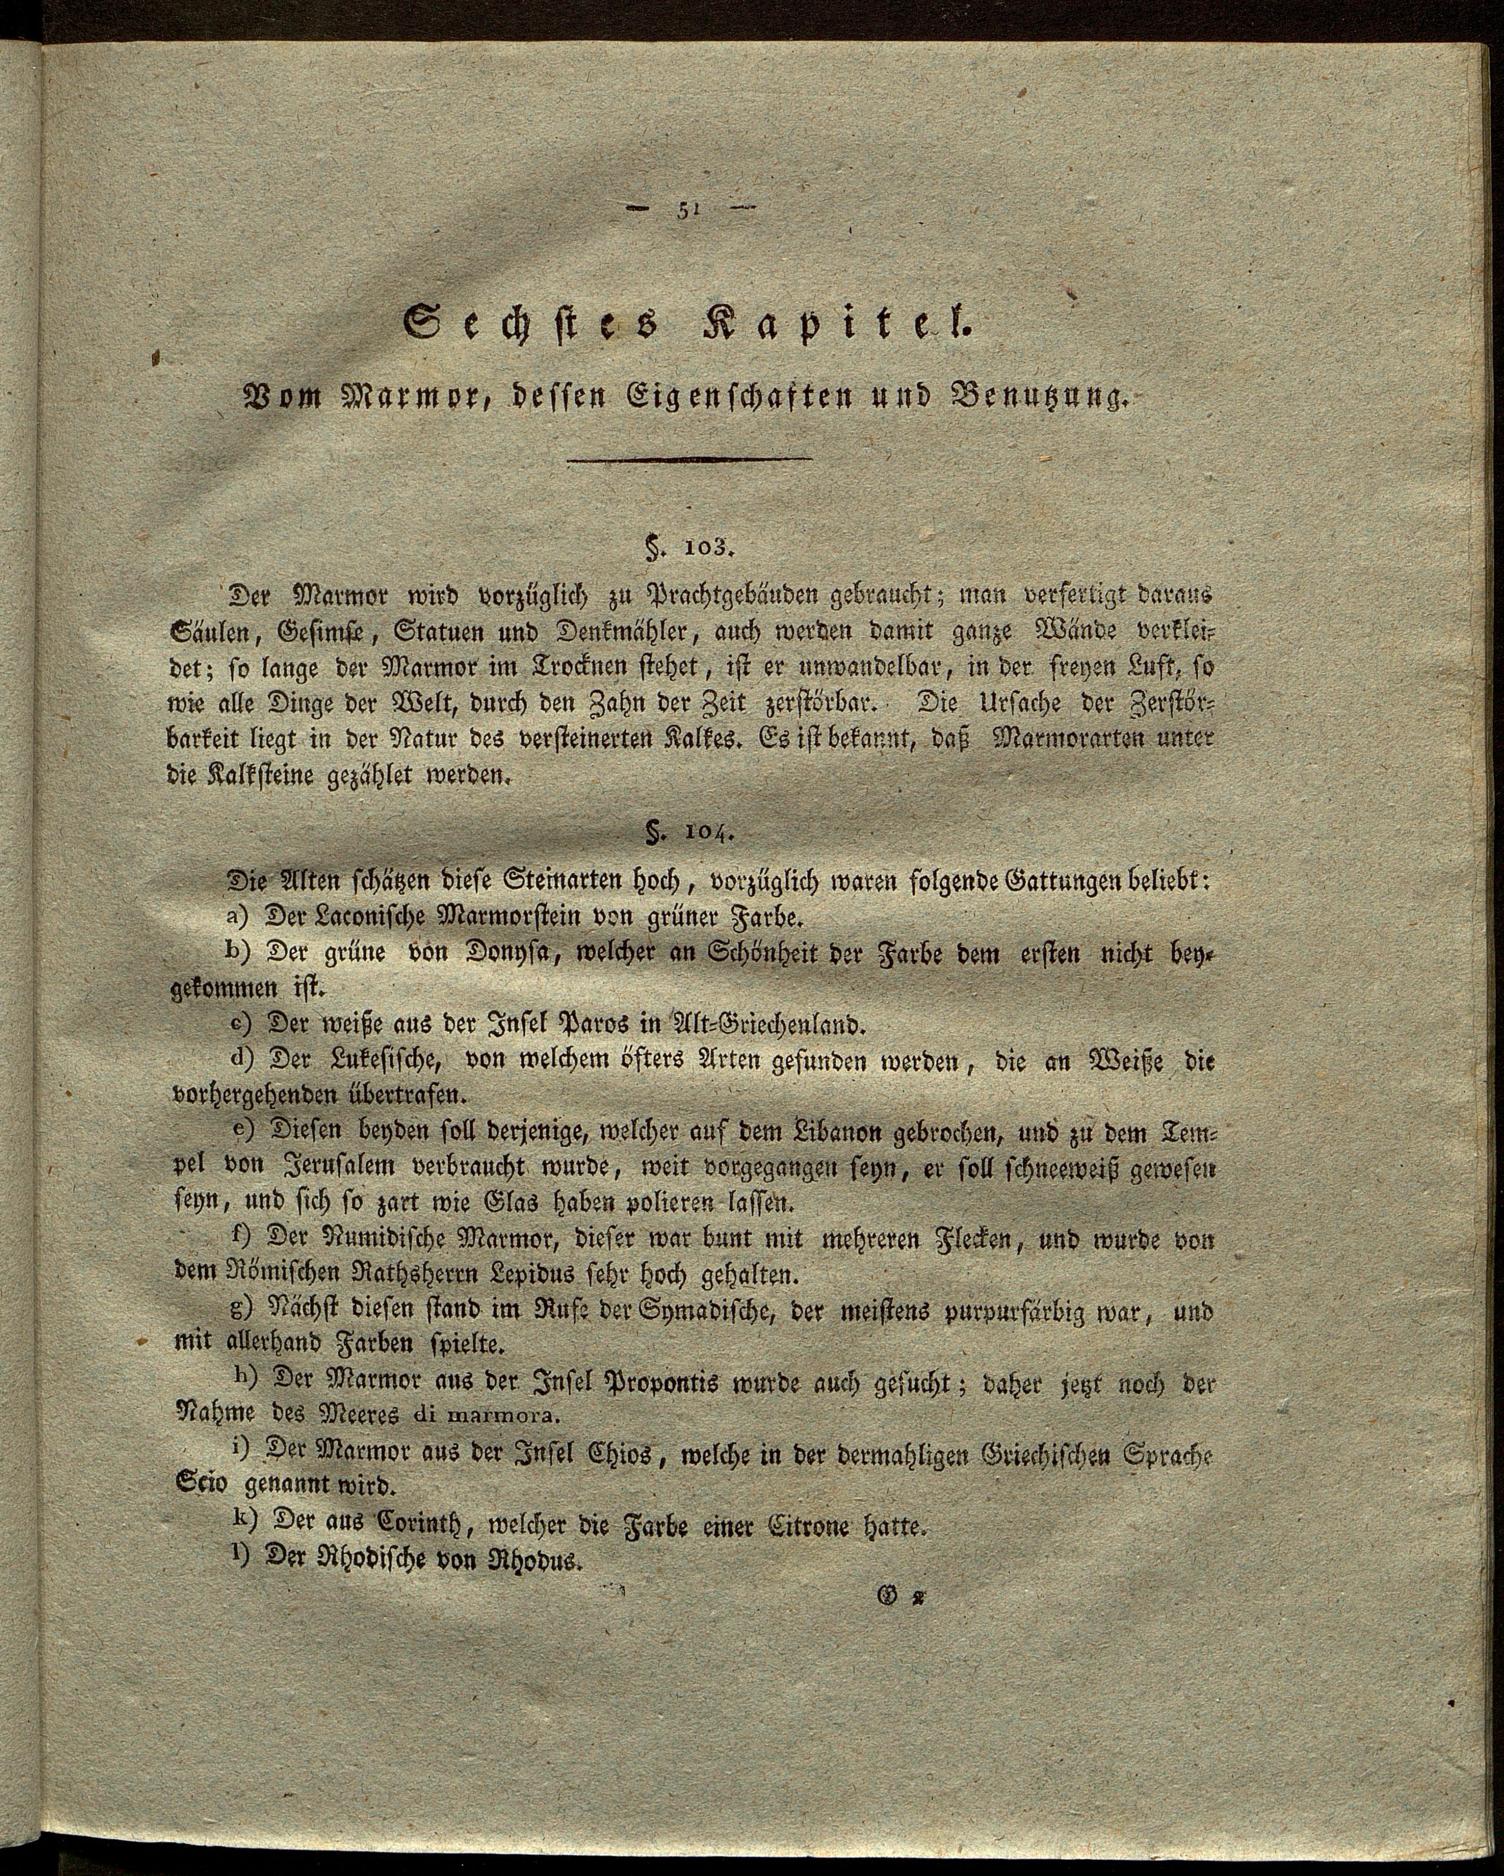 — 51 —
Sechstes Kapitel.
Vom Marmor, dessen Eigenschaften und Benutzung.
§. 103.
Der Marmor wird vorzüglich zu Prachtgebäuden gebraucht; man verfertigt daraus
Säulen, Gesimse, Statuen und Denkmähler, auch werden damit ganze Wände verklei-
det; so lange der Marmor im Trocknen stehet, ist er unwandelbar, in der freyen Luft, so
wie alle Dinge der Welt, durch den Zahn der Zeit zerstörbar. Die Ursache der Zerstör-
barkeit liegt in der Natur des versteinerten Kalkes. Es ist bekannt, daß Marmorarten unter
die Kalksteine gezählet werden.
§. 104.
Die Alten schätzen diese Steinarten hoch, vorzüglich waren folgende Gattungen beliebt:
a) Der Laconische Marmorstein von grüner Farbe.
b) Der grüne von Donysa, welcher an Schönheit der Farbe dem ersten nicht bey-
gekommen ist.
c) Der weiße aus der Insel Paros in Alt-Griechenland.
d) Der Lukesische, von welchem öfters Arten gefunden werden, die an Weiße die
vorhergehenden übertrafen.
e) Diesen beyden soll derjenige, welcher auf dem Libanon gebrochen, und zu dem Tem-
pel von Jerusalem verbraucht wurde, weit vorgegangen seyn, er soll schneeweiß gewesen
seyn, und sich so zart wie Glas haben polieren lassen.
f) Der Numidische Marmor, dieser war bunt mit mehreren Flecken, und wurde von
dem Römischen Rathsherrn Lepidus sehr hoch gehalten.
g) Nächst diesen stand im Rufe der Symadische, der meistens purpurfärbig war, und
mit allerhand Farben spielte.
h) Der Marmor aus der Insel Propontis wurde auch gesucht; daher jetzt noch der
Nahme des Meeres di marmora.
i) Der Marmor aus der Insel Chios, welche in der dermahligen Griechischen Sprache
Scio genannt wird.
k) Der aus Corinth, welcher die Farbe einer Citrone hatte.
l) Der Rhodische von Rhodus.
G 2